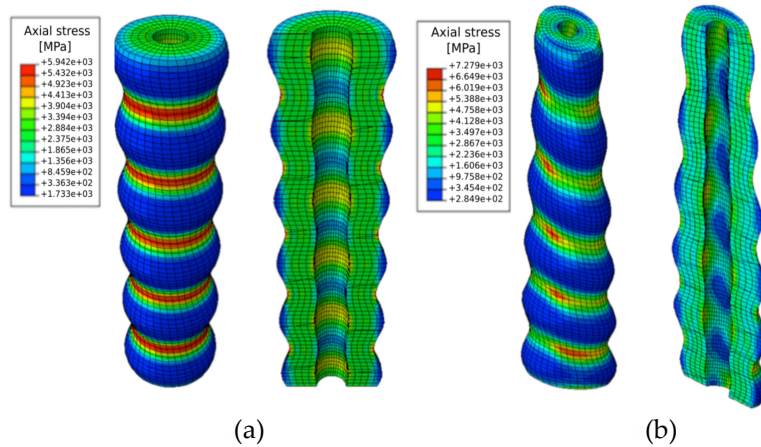 Axial stress
[MPa]
+5.942e+03
+5.432e+03
+4.923e+03
+4.413e+03
+3.904e+03
+3.394e+03
+2.884e+03
+2.375e+03
+1.865e+03
+1.356e+03
+8.459e+02
+3.363e+02
+1.733e+03
Axial stress
[MPa]
+7.279e+03
+6.649e+03
+6.019e+03
+5.388e+03
+4.758e+03
+4.128e+03
+3.497e+03
+2.867e+03
+2.236e+03
+1.606e+03
+9.758e+02
+3.454e+02
+2.849e+02
(a)
(b)